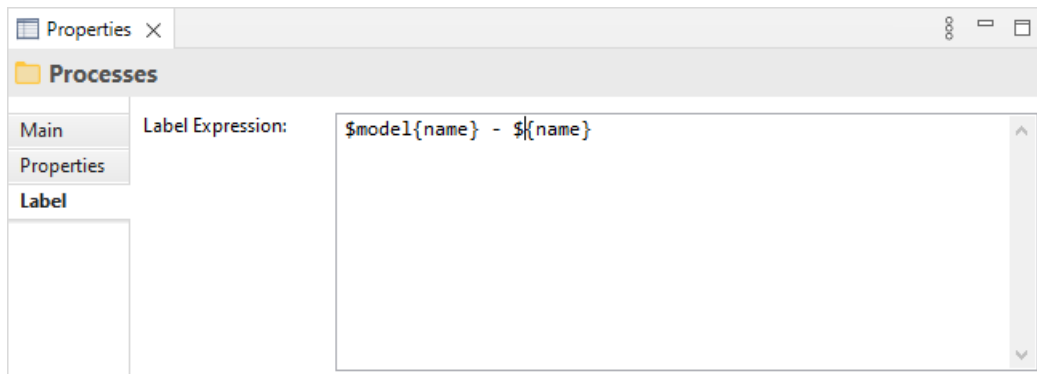 Properties
Processes
Main
Properties
Label
Label Expression:
$model{name} - ${name}